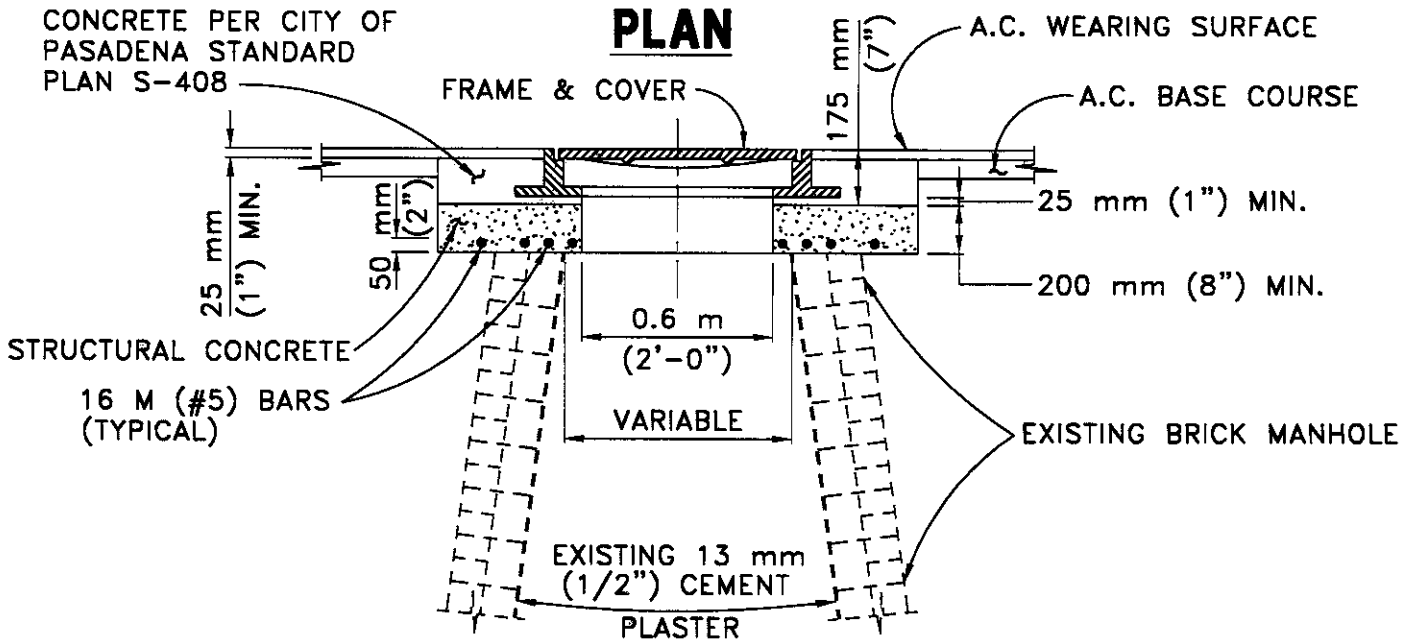 CONCRETE PER CITY OF
PASADENA STANDARD
PLAN S-408
PLAN
FRAME & COVER
175 mm
(7")
A.C. WEARING SURFACE
A.C. BASE COURSE
25 mm
(1") MIN.
50 mm
(2")
25 mm (1") MIN.
200 mm (8") MIN.
STRUCTURAL CONCRETE
16 M (#5) BARS
(TYPICAL)
0.6 m
(2'-0")
VARIABLE
EXISTING BRICK MANHOLE
EXISTING 13 mm
(1/2") CEMENT
PLASTER